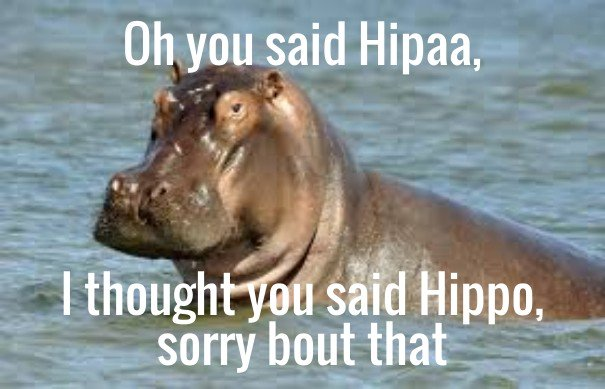 Oh you said Hipaa,
I thought you said Hippo,
sorry bout that